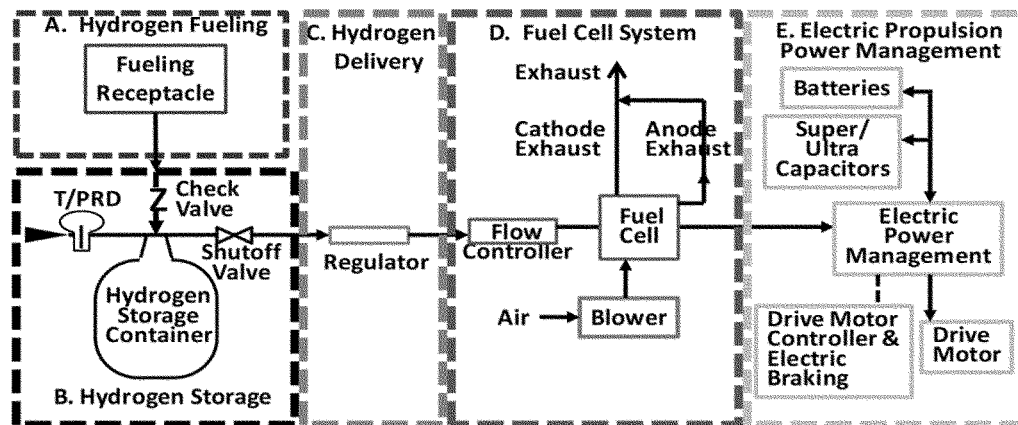 A. Hydrogen Fueling
Fueling
Receptacle
T/PRD
Check
Valve
Shutoff
Valve
Hydrogen
Storage
Container
B. Hydrogen Storage
C. Hydrogen
Delivery
Regulator
D. Fuel Cell System
Exhaust
Cathode
Exhaust
Anode
Exhaust
Flow
Controller
Fuel
Cell
Air
Blower
E. Electric Propulsion
Power Management
Batteries
Super/
Ultra
Capacitors
Electric
Power
Management
Drive Motor
Controller &
Electric
Braking
Drive
Motor